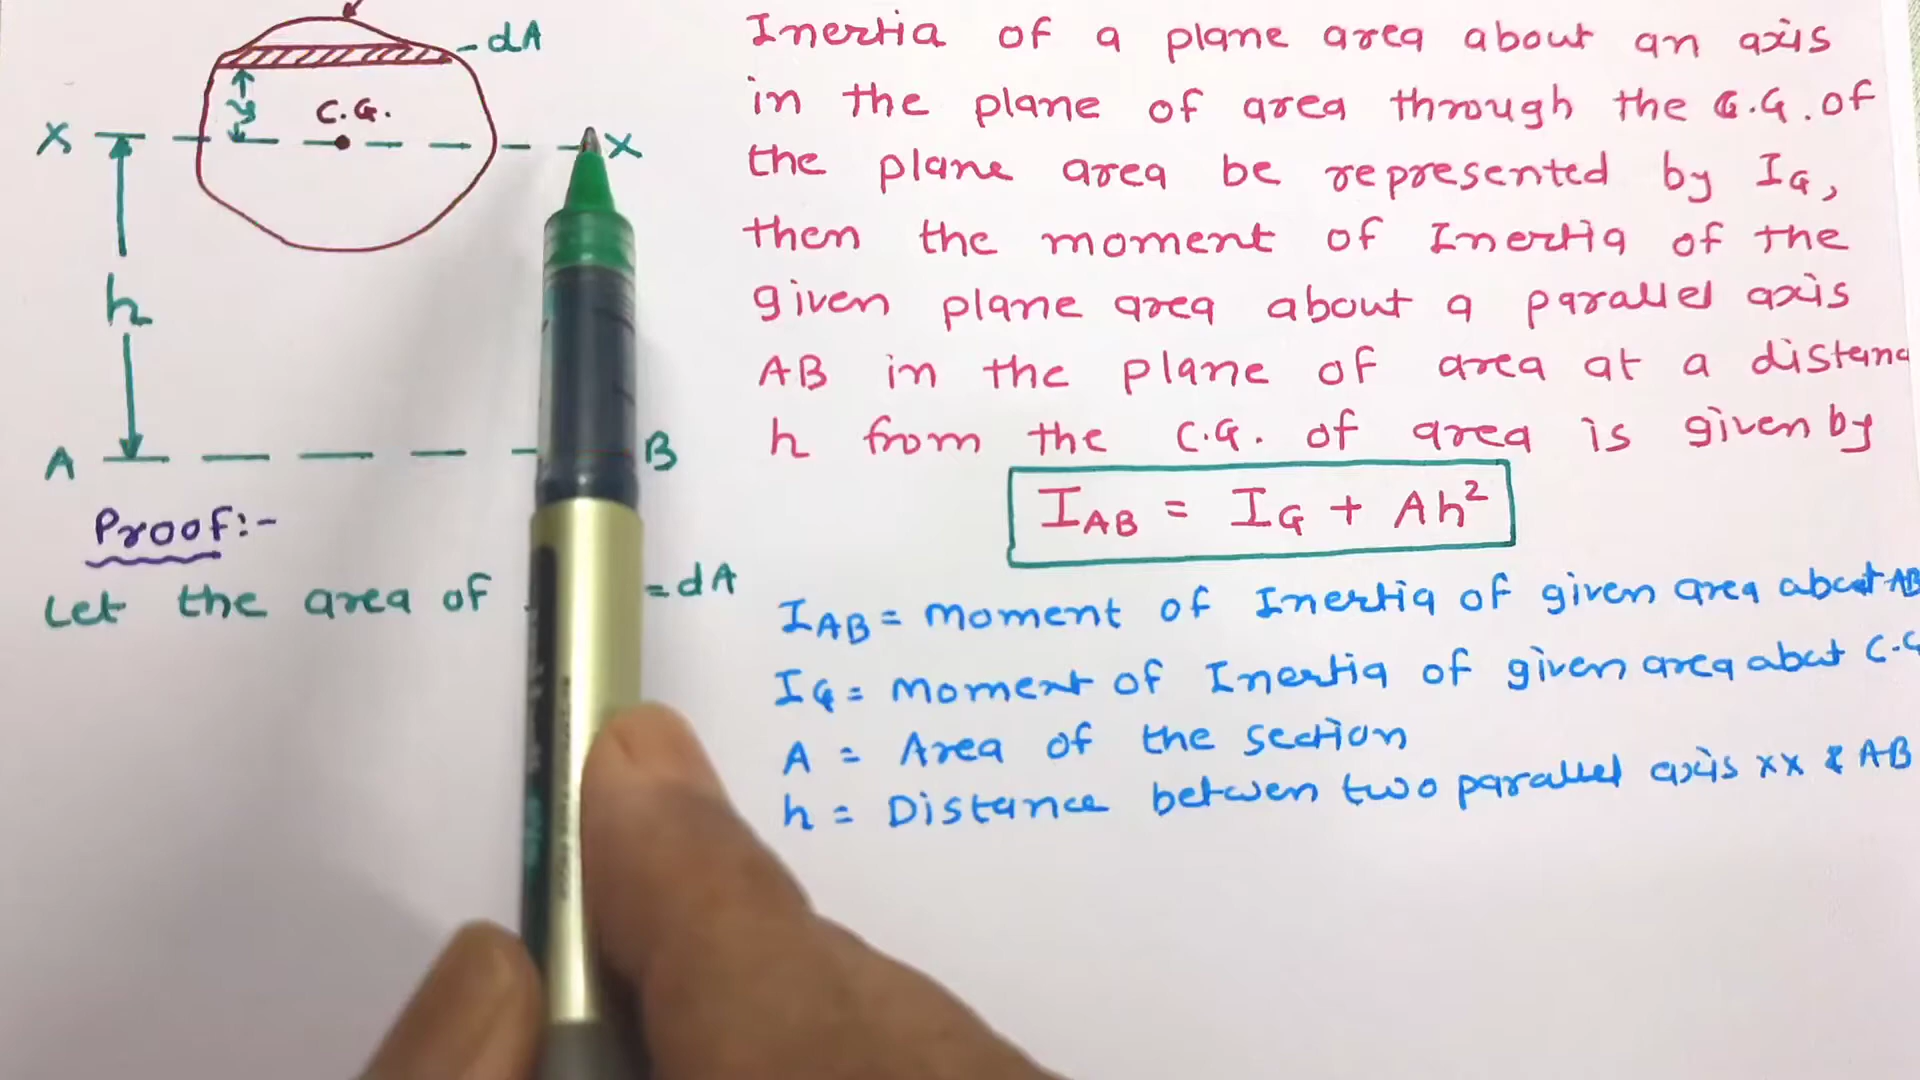 dA
y
C.G.
X X
h
A B
Proof:-
Let the area of = dA
Inertia of a plane area about an axis
in the plane of area through the C.G. of
the plane area be represented by IG,
then the moment of Inertia of the
given plane area about a parallel axis
AB in the plane of area at a
h from the C.G. of area is given by
IAB = IG + Ah²
IAB = Moment of Inertia of given area about AB
IG = Moment of Inertia of given area abat C.G
A = Area of the section
h = Distance betwen two parallel axis xx & AB